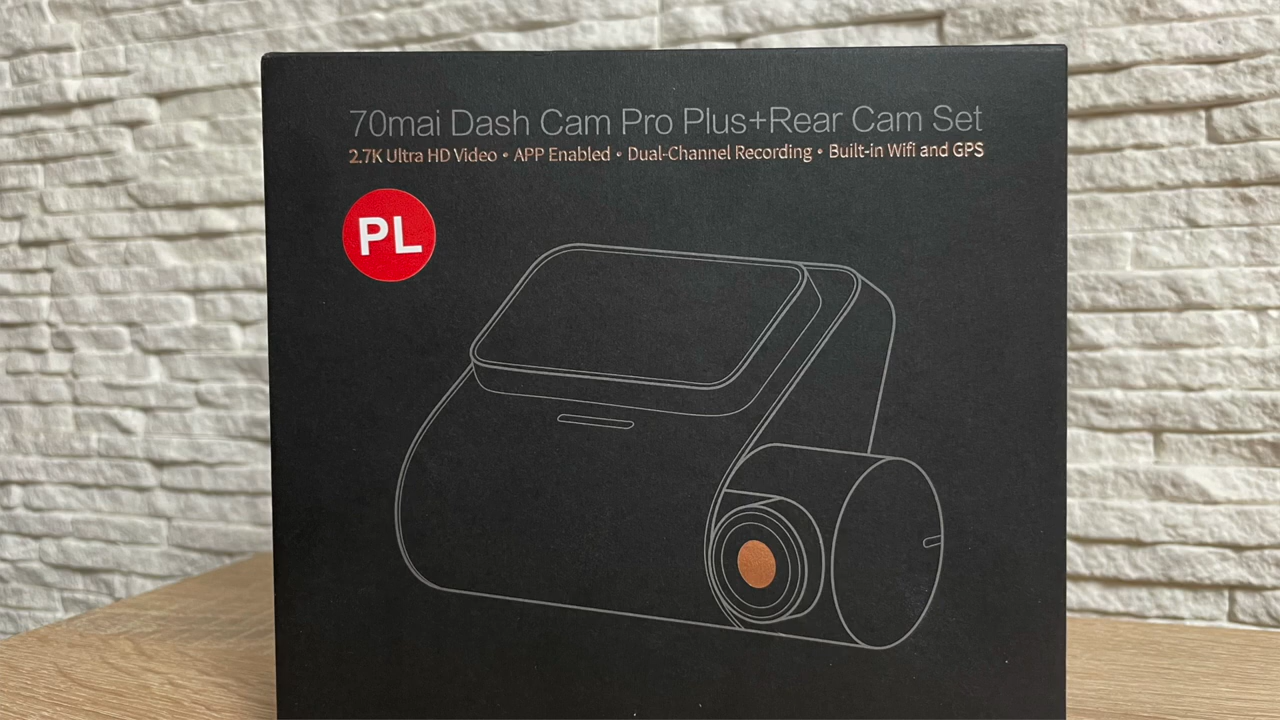 70mai Dash Cam Pro Plus+Rear Cam Set
2.7K Ultra HD Video • APP Enabled • Dual-Channel Recording • Built-in Wifi and GPS
PL